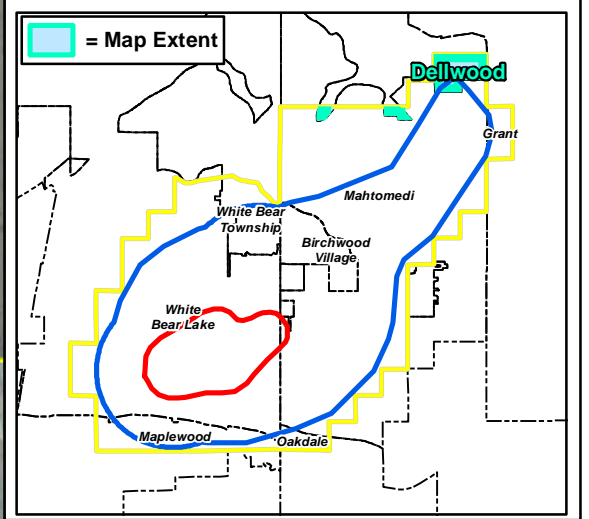 = Map Extent
Dellwood
Grant
Mahtomedi
White Bear
Township
Birchwood
Village
White
Bear Lake
Maplewood
Oakdale